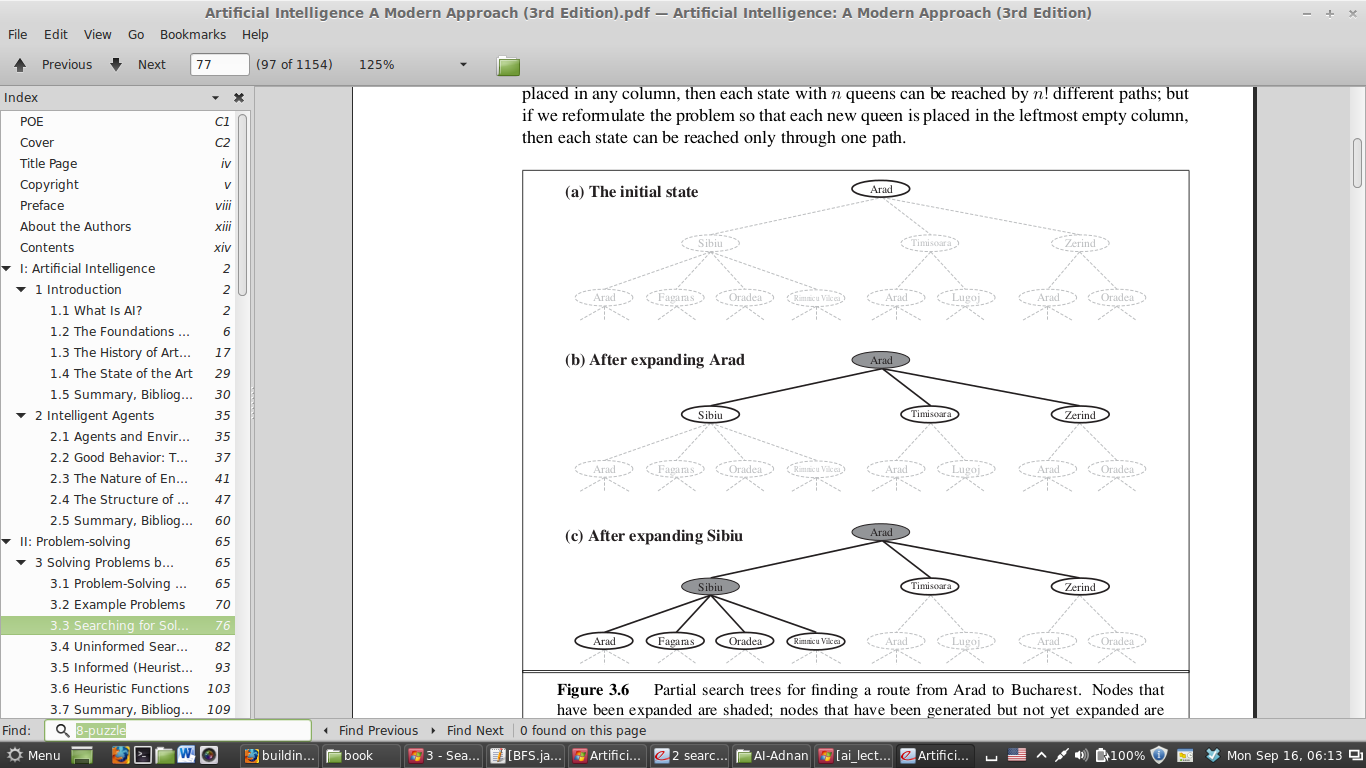 Artificial Intelligence A Modern Approach (3rd Edition).pdf — Artificial Intelligence: A Modern Approach (3rd Edition)
File Edit View Go Bookmarks Help
Previous Next 77 (97 of 1154) 125%
Index
POE C1
Cover C2
Title Page iv
Copyright v
Preface viii
About the Authors xiii
Contents xiv
I: Artificial Intelligence 2
1 Introduction 2
1.1 What Is AI? 2
1.2 The Foundations ... 6
1.3 The History of Art... 17
1.4 The State of the Art 29
1.5 Summary, Bibliog... 30
2 Intelligent Agents 35
2.1 Agents and Envir... 35
2.2 Good Behavior: T... 37
2.3 The Nature of En... 41
2.4 The Structure of ... 47
2.5 Summary, Bibliog... 60
II: Problem-solving 65
3 Solving Problems b... 65
3.1 Problem-Solving ... 65
3.2 Example Problems 70
3.3 Searching for Sol... 76
3.4 Uninformed Sear... 82
3.5 Informed (Heurist... 93
3.6 Heuristic Functions 103
3.7 Summary, Bibliog... 109
placed in any column, then each state with n queens can be reached by n! different paths; but
if we reformulate the problem so that each new queen is placed in the leftmost empty column,
then each state can be reached only through one path.
(a) The initial state
Arad
Sibiu Timisoara Zerind
Arad Fagaras Oradea Rimnicu Vilcea Arad Lugoj Arad Oradea
(b) After expanding Arad
Arad
Sibiu Timisoara Zerind
Arad Fagaras Oradea Rimnicu Vilcea Arad Lugoj Arad Oradea
(c) After expanding Sibiu
Arad
Sibiu Timisoara Zerind
Arad Fagaras Oradea Rimnicu Vilcea Arad Lugoj Arad Oradea
Figure 3.6 Partial search trees for finding a route from Arad to Bucharest. Nodes that
have been expanded are shaded; nodes that have been generated but not yet expanded are
Find: 8-puzzle Find Previous Find Next 0 found on this page
Menu buildin... book 3 - Sea... [BFS.ja... Artifici... 2 searc... AI-Adnan [ai_lect... Artifici... 100% Mon Sep 16, 06:13